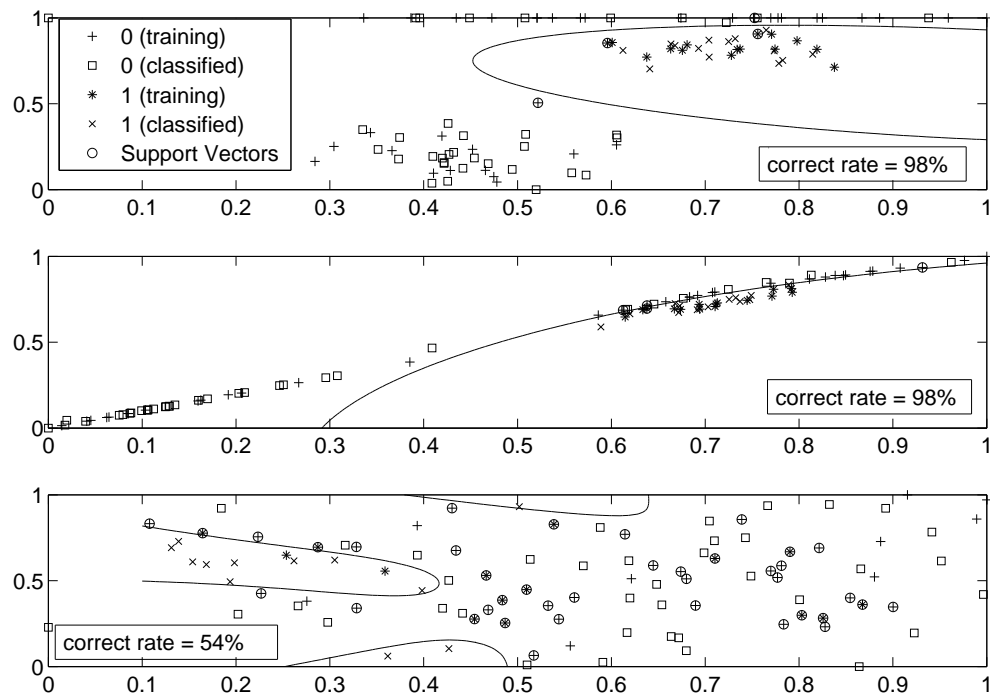 1
0 (training)
0 (classified)
0.5
1 (training)
1 (classified)
Support Vectors
correct rate = 98%
0
0 0.1 0.2 0.3 0.4 0.5 0.6 0.7 0.8 0.9 1
1
0.5
correct rate = 98%
0
0 0.1 0.2 0.3 0.4 0.5 0.6 0.7 0.8 0.9 1
1
0.5
correct rate = 54%
0
0 0.1 0.2 0.3 0.4 0.5 0.6 0.7 0.8 0.9 1